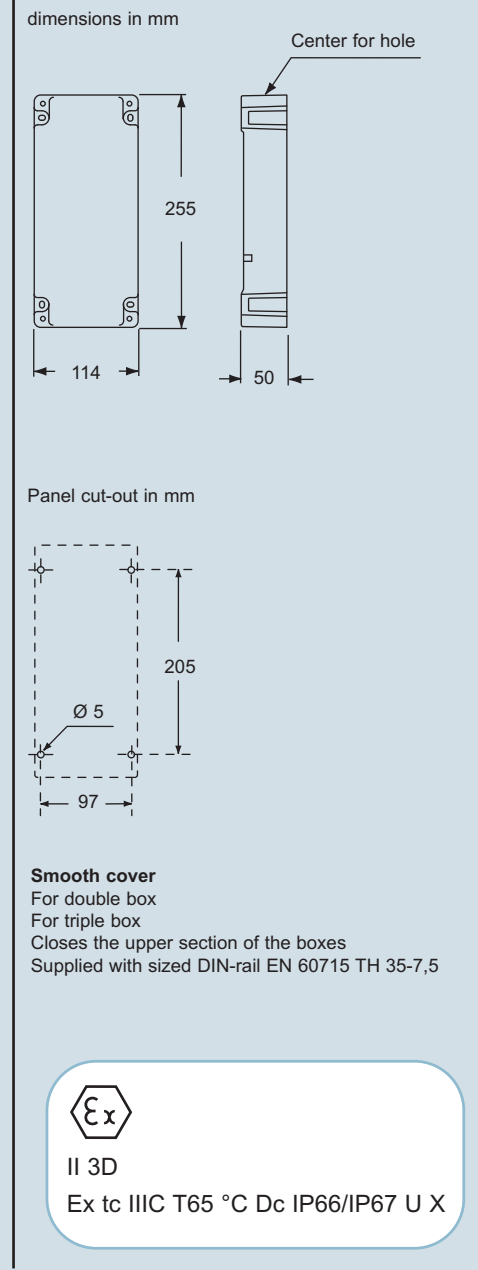 dimensions in mm
Center for hole
255
114
50
Panel cut-out in mm
205
Ø 5
97
Smooth cover
For double box
For triple box
Closes the upper section of the boxes
Supplied with sized DIN-rail EN 60715 TH 35-7,5
Ex
II 3D
Ex tc IIIC T65 °C Dc IP66/IP67 U X